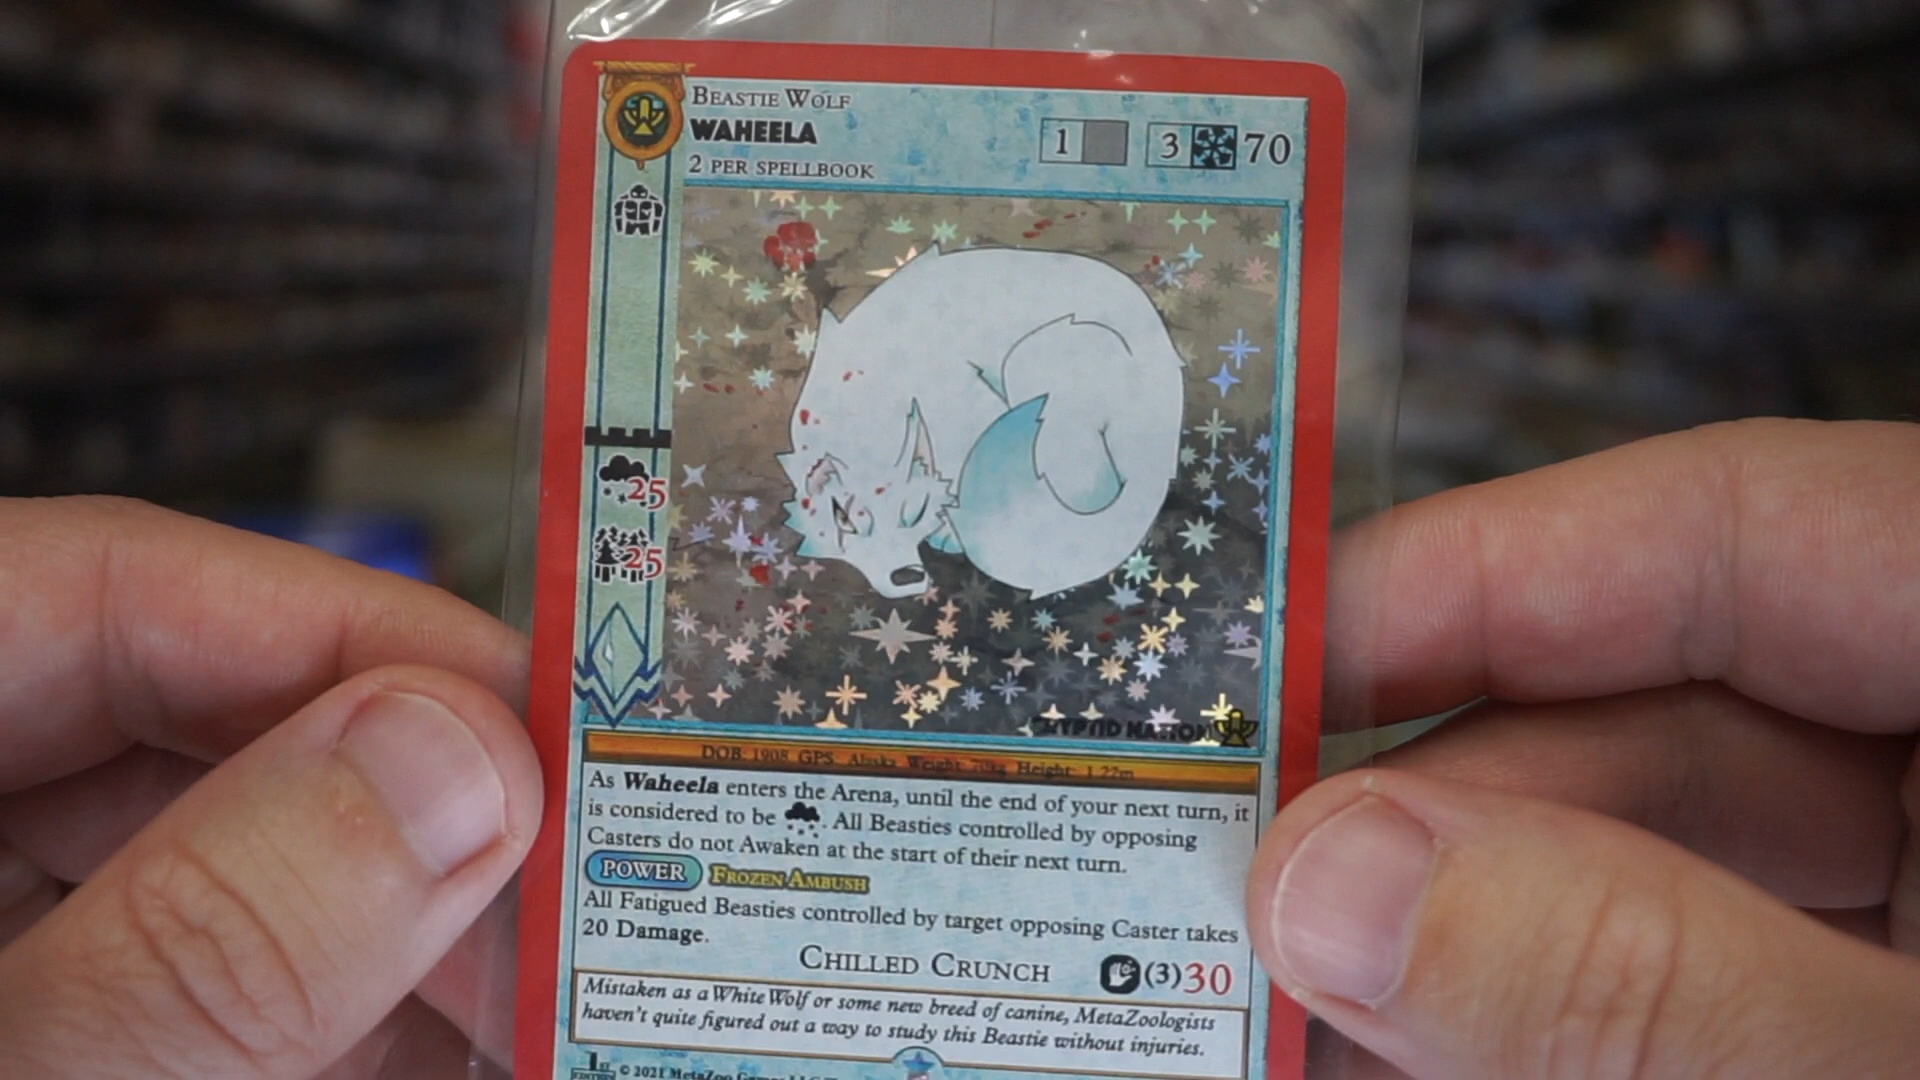 BEASTIE WOLF
WAHEELA
2 PER SPELLBOOK
1
3 70
25
25
CRYPTID NATION
DOB: 1908 GPS: Alaska Weight: 70kg Height: 1.22m
As Waheela enters the Arena, until the end of your next turn, it
is considered to be . All Beasties controlled by opposing
Casters do not Awaken at the start of their next turn.
POWER FROZEN AMBUSH
All Fatigued Beasties controlled by target opposing Caster takes
20 Damage.
CHILLED CRUNCH (3)30
Mistaken as a White Wolf or some new breed of canine, MetaZoologists
haven't quite figured out a way to study this Beastie without injuries.
1ST
EDITION © 2021 MetaZoo Games LLC